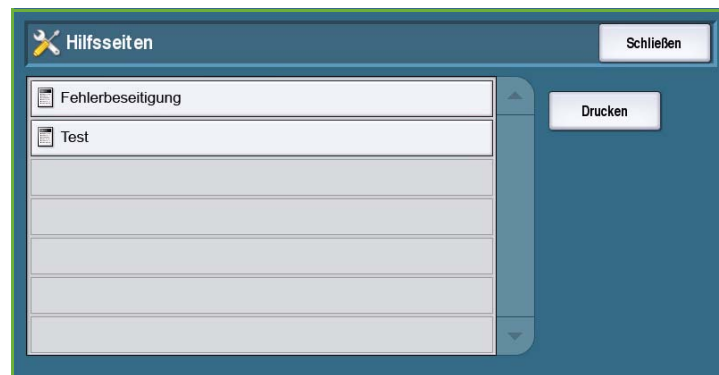 Hilfsseiten
Schließen
Fehlerbeseitigung
Drucken
Test